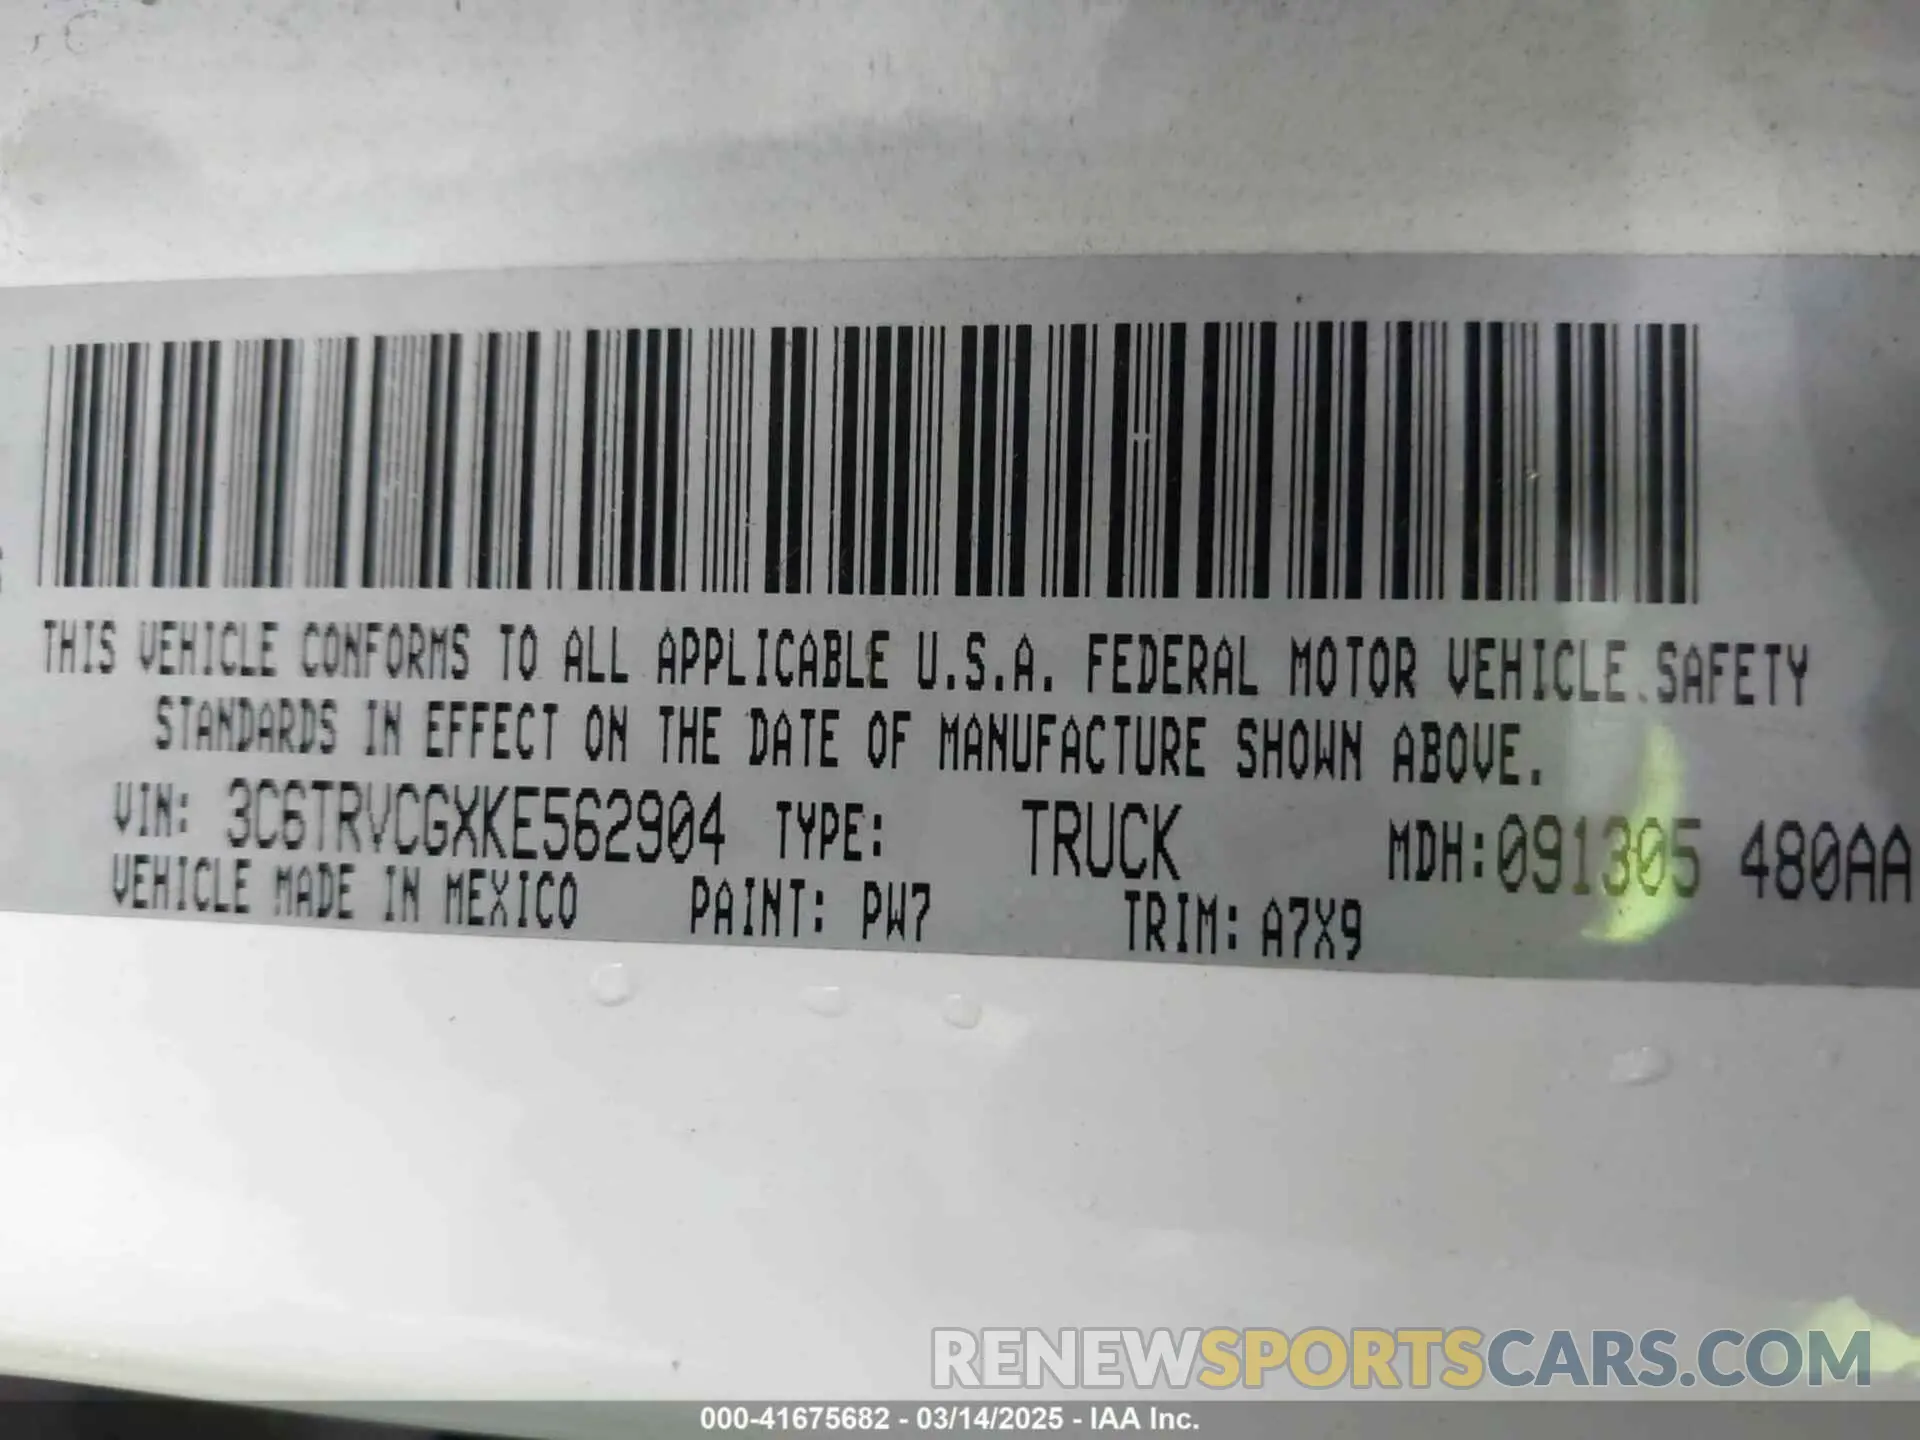 THIS VEHICLE CONFORMS TO ALL APPLICABLE U.S.A. FEDERAL MOTOR VEHICLE SAFETY
STANDARDS IN EFFECT ON THE DATE OF MANUFACTURE SHOWN ABOVE.
VIN: 3C6TRVCGXKE562904 TYPE: TRUCK MDH:091305 480AA
VEHICLE MADE IN MEXICO PAINT: PW7 TRIM: A7X9
RENEWSPORTSCARS.COM
000-41675682 - 03/14/2025 - IAA Inc.